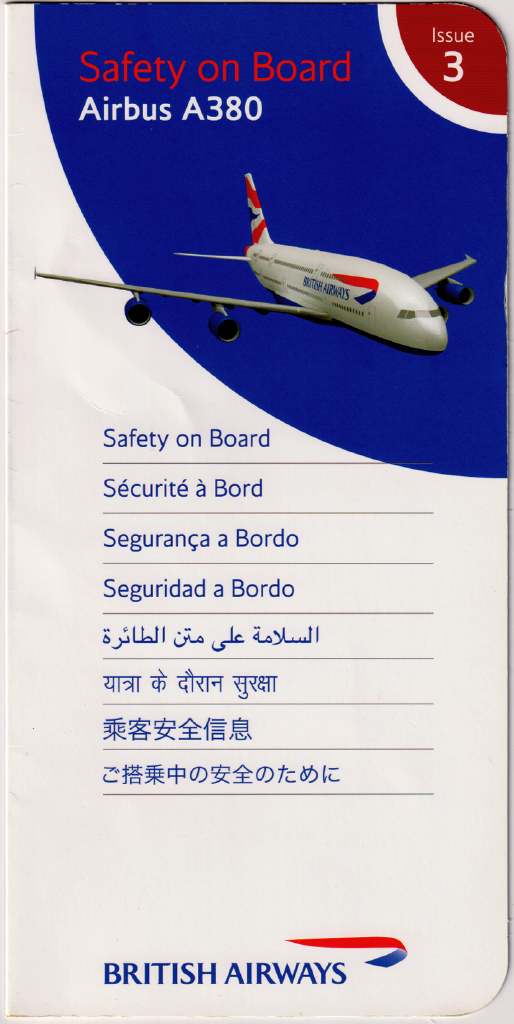 Safety on Board
Airbus A380
Issue
3
BRITISH AIRWAYS
Safety on Board
Sécurité à Bord
Segurança a Bordo
Seguridad a Bordo
السلامة على متن الطائرة
यात्रा के दौरान सुरक्षा
乘客安全信息
ご搭乗中の安全のために
BRITISH AIRWAYS